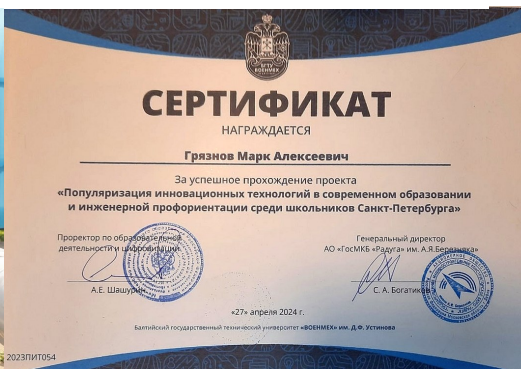 БГТУ
ВОЕНМЕХ
СЕРТИФИКАТ
НАГРАЖДАЕТСЯ
Грязнов Марк Алексеевич
За успешное прохождение проекта
«Популяризация инновационных технологий в современном образовании
и инженерной профориентации среди школьников Санкт-Петербурга»
Проректор по образовательной
деятельности и цифровизации
А.Е. Шашурин
Генеральный директор
АО «ГосМКБ «Радуга» им. А.Я.Березняка»
С. А. Богатиков
«27» апреля 2024 г.
Балтийский государственный технический университет «ВОЕНМЕХ» им. Д.Ф. Устинова
2023ПИТ054